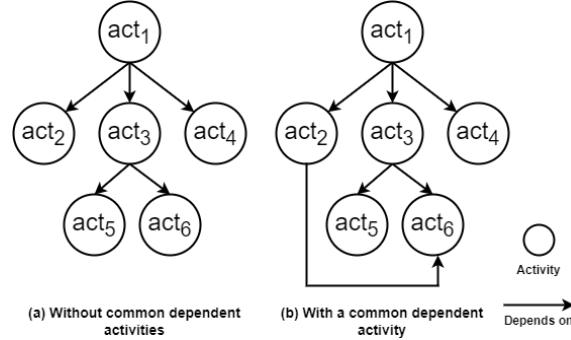 act1 act1
act2 act3 act4 act2 act3 act4
act5 act6 act5 act6
Activity
(a) Without common dependent
activities
(b) With a common dependent
activity
Depends on